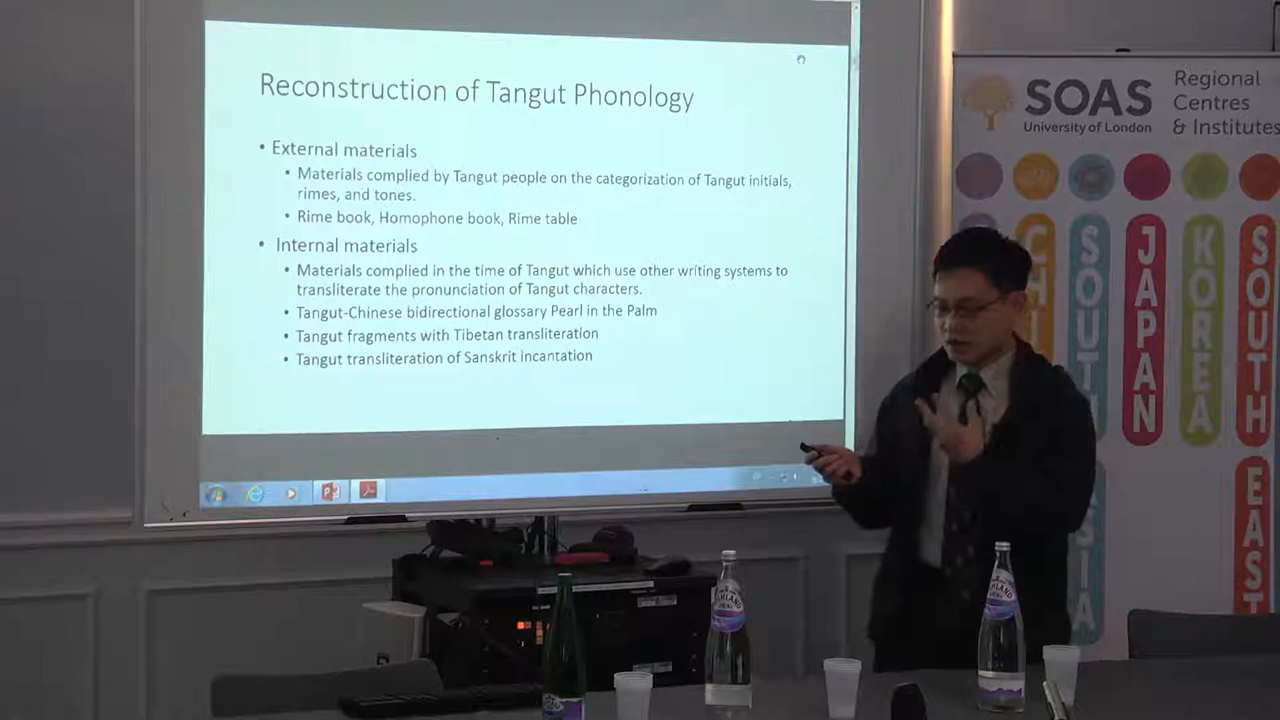 Reconstruction of Tangut Phonology
• External materials
• Materials complied by Tangut people on the categorization of Tangut initials,
rimes, and tones.
• Rime book, Homophone book, Rime table
• Internal materials
• Materials complied in the time of Tangut which use other writing systems to
transliterate the pronunciation of Tangut characters.
• Tangut-Chinese bidirectional glossary Pearl in the Palm
• Tangut fragments with Tibetan transliteration
• Tangut transliteration of Sanskrit incantation
SOAS
University of London
Regional
Centres
& Institutes
CHI
SOUTH
ASIA
JAPAN
KOREA
SOUTH
EAST